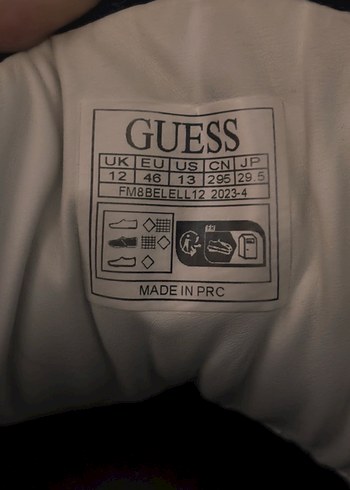 GUESS
UK EU US CN JP
12 46 13 295 29.5
FM8BELELL12 2023-4
MADE IN PRC